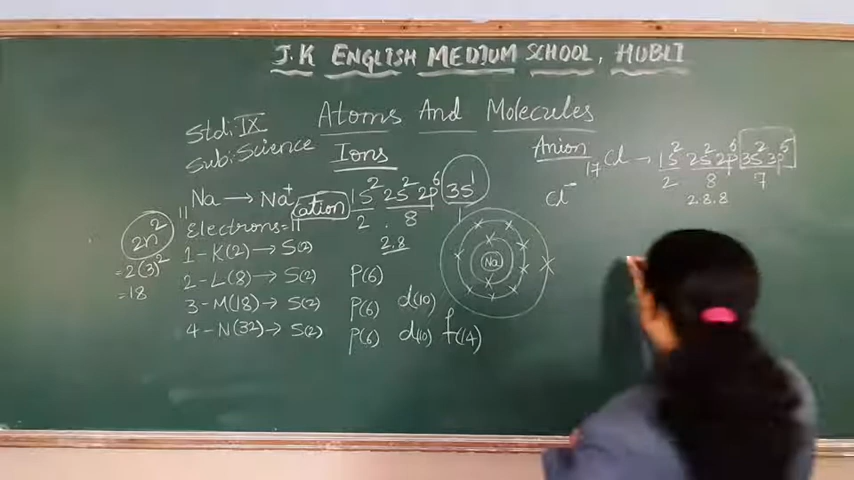 J.K ENGLISH MEDIUM SCHOOL, HUBLI
Std: IX
Atoms And Molecules
Sub: Science
Ions
Anion
17Cl → 1s² 2s² 2p⁶ 3s² 3p⁵
2 8 7
2.8.8
Cl⁻
Na → Na⁺
Cation
1s² 2s² 2p⁶ 3s¹
2 . 8 1
2.8
11
Electrons = 11
2n²
= 2(3)²
= 18
1 - K(2) → S(2)
2 - L(8) → S(2) P(6)
3 - M(18) → S(2) P(6) d(10)
4 - N(32) → S(2) P(6) d(10) f(14)
Na